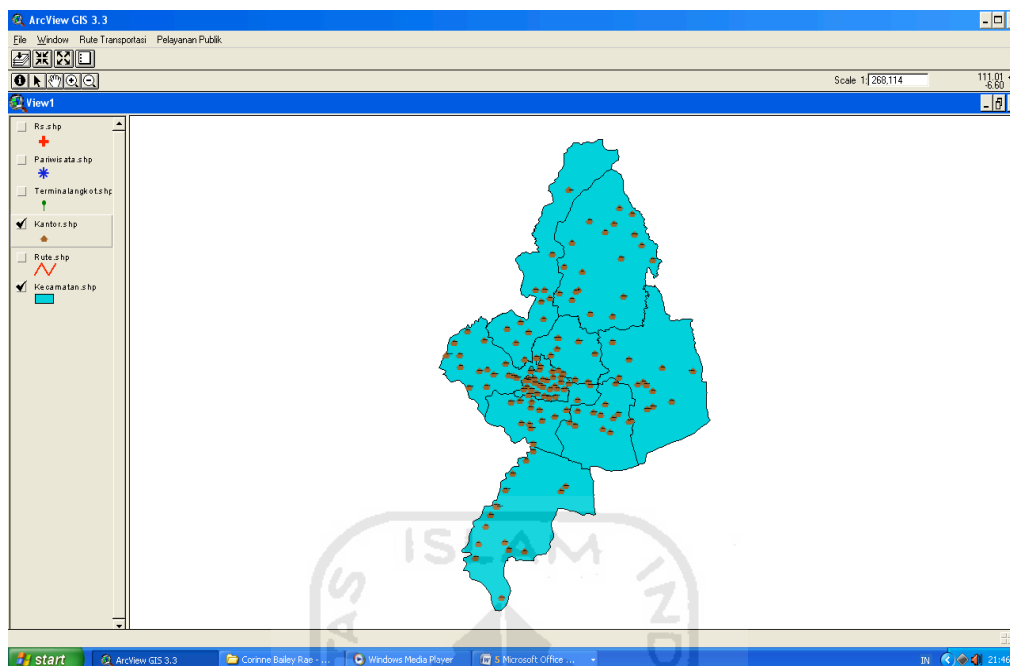 ArcView GIS 3.3
File Window Rute Transportasi Pelayanan Publik
Scale 1: 268,114
111.01
-6.60
View1
Rs.shp
Pariwisata.shp
Terminalangkot.shp
Kantor.shp
Rute.shp
Kecamatan.shp
ISLAM
start ArcView GIS 3.3 Corinne Bailey Rae - ... Windows Media Player 5 Microsoft Office ... IN 21:46